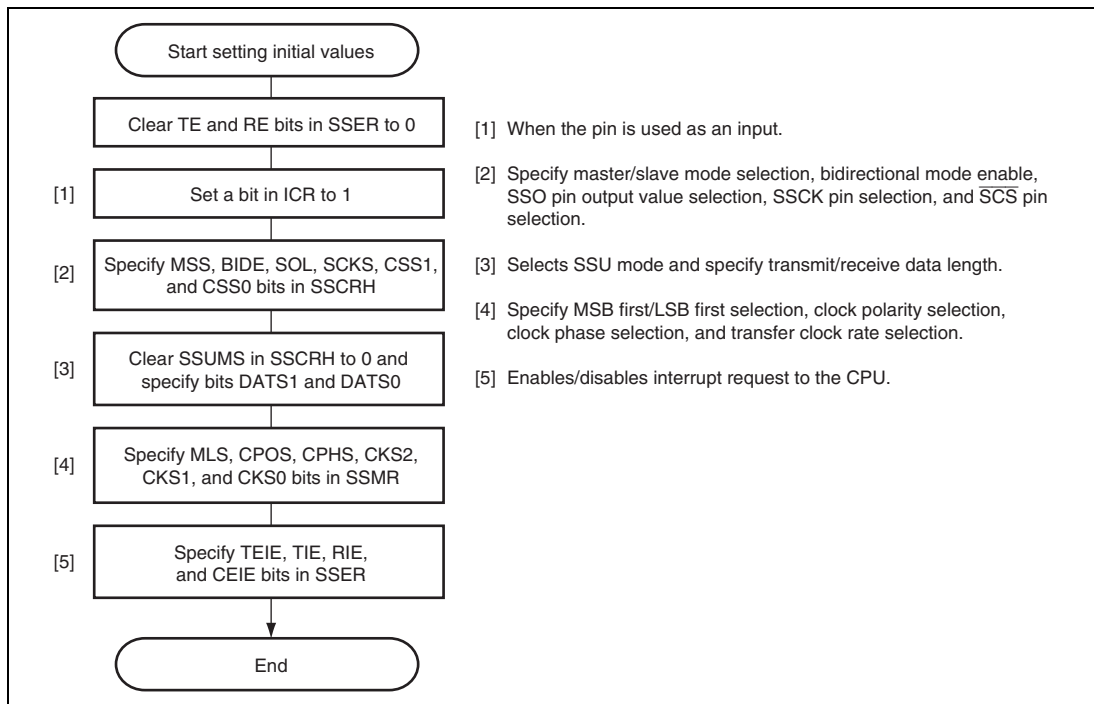 Start setting initial values
Clear TE and RE bits in SSER to 0
[1]
Set a bit in ICR to 1
[2]
Specify MSS, BIDE, SOL, SCKS, CSS1,
and CSS0 bits in SSCRH
[3]
Clear SSUMS in SSCRH to 0 and
specify bits DATS1 and DATS0
[4]
Specify MLS, CPOS, CPHS, CKS2,
CKS1, and CKS0 bits in SSMR
[5]
Specify TEIE, TIE, RIE,
and CEIE bits in SSER
End
[1] When the pin is used as an input.
[2] Specify master/slave mode selection, bidirectional mode enable,
SSO pin output value selection, SSCK pin selection, and SCS pin
selection.
[3] Selects SSU mode and specify transmit/receive data length.
[4] Specify MSB first/LSB first selection, clock polarity selection,
clock phase selection, and transfer clock rate selection.
[5] Enables/disables interrupt request to the CPU.